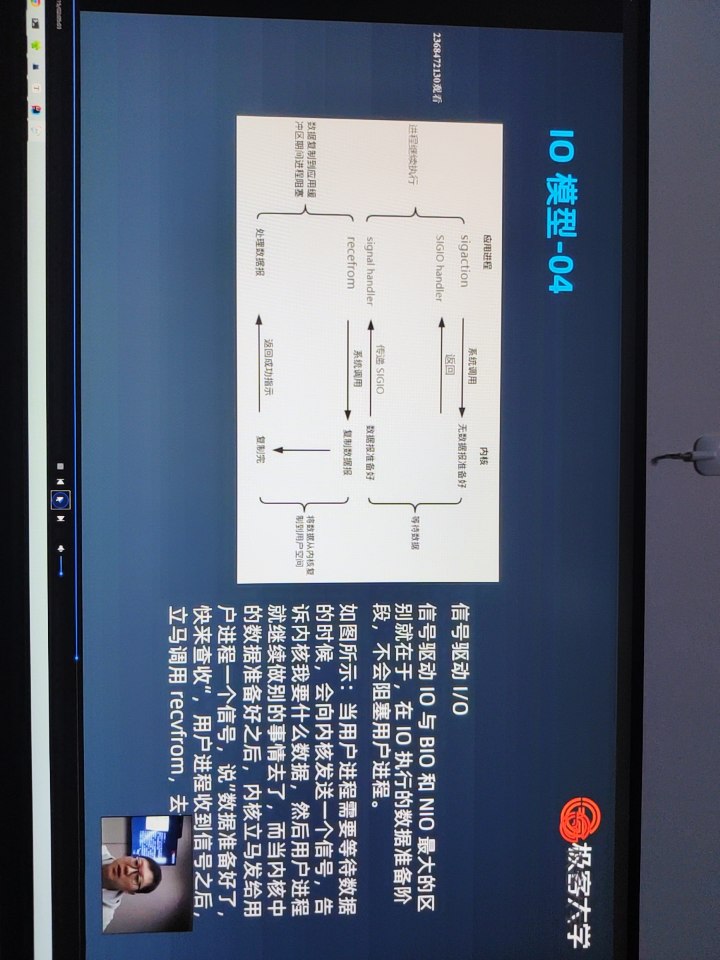 IO 模型-04
极客大学
2368472130观看
应用进程
内核
sigaction
系统调用
无数据报准备好
SIGIO handler
返回
进程继续执行
等待数据
signal handler
传递 SIGIO
数据报准备好
recefrom
系统调用
复制数据报
数据复制到应用缓
冲区期间进程阻塞
将数据从内核复
制到用户空间
处理数据报
返回成功指示
复制完
信号驱动 I/O
信号驱动 IO 与 BIO 和 NIO 最大的区
别就在于，在 IO 执行的数据准备阶
段，不会阻塞用户进程。
如图所示：当用户进程需要等待数据
的时候，会向内核发送一个信号，告
诉内核我要什么数据，然后用户进程
就继续做别的事情去了，而当内核中
的数据准备好之后，内核立马发给用
户进程一个信号，说”数据准备好了，
快来查收“，用户进程收到信号之后，
立马调用 recvfrom，去